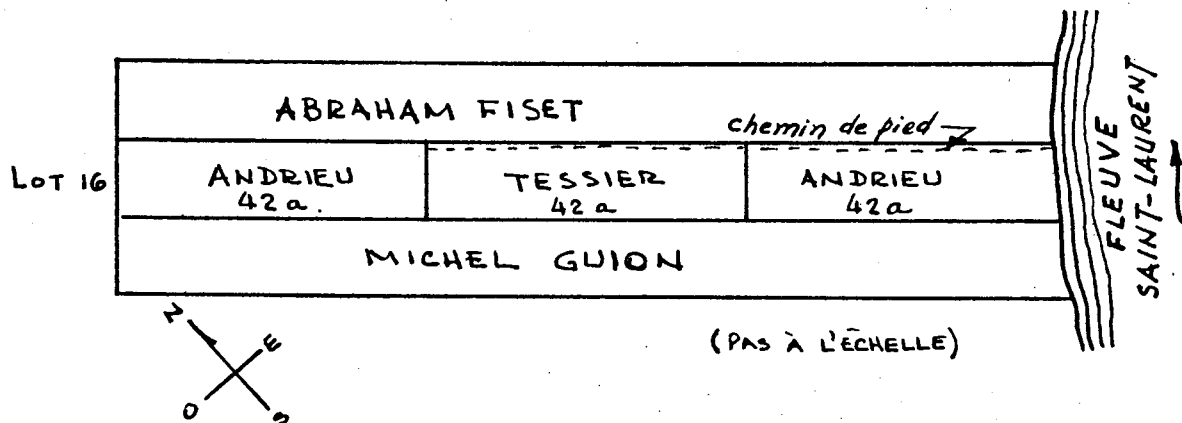 ABRAHAM FISET
chemin de pied
LOT 16
ANDRIEU
42 a.
TESSIER
42 a
ANDRIEU
42 a
MICHEL GUION
FLEUVE
SAINT-LAURENT
N
E
O
S
(PAS À L'ÉCHELLE)